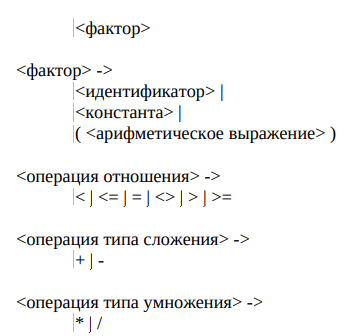 <фактор>
<фактор> ->
<идентификатор> |
<константа> |
( <арифметическое выражение> )
<операция отношения> ->
< | <= | = | <> | > | >=
<операция типа сложения> ->
+ | -
<операция типа умножения> ->
* | /